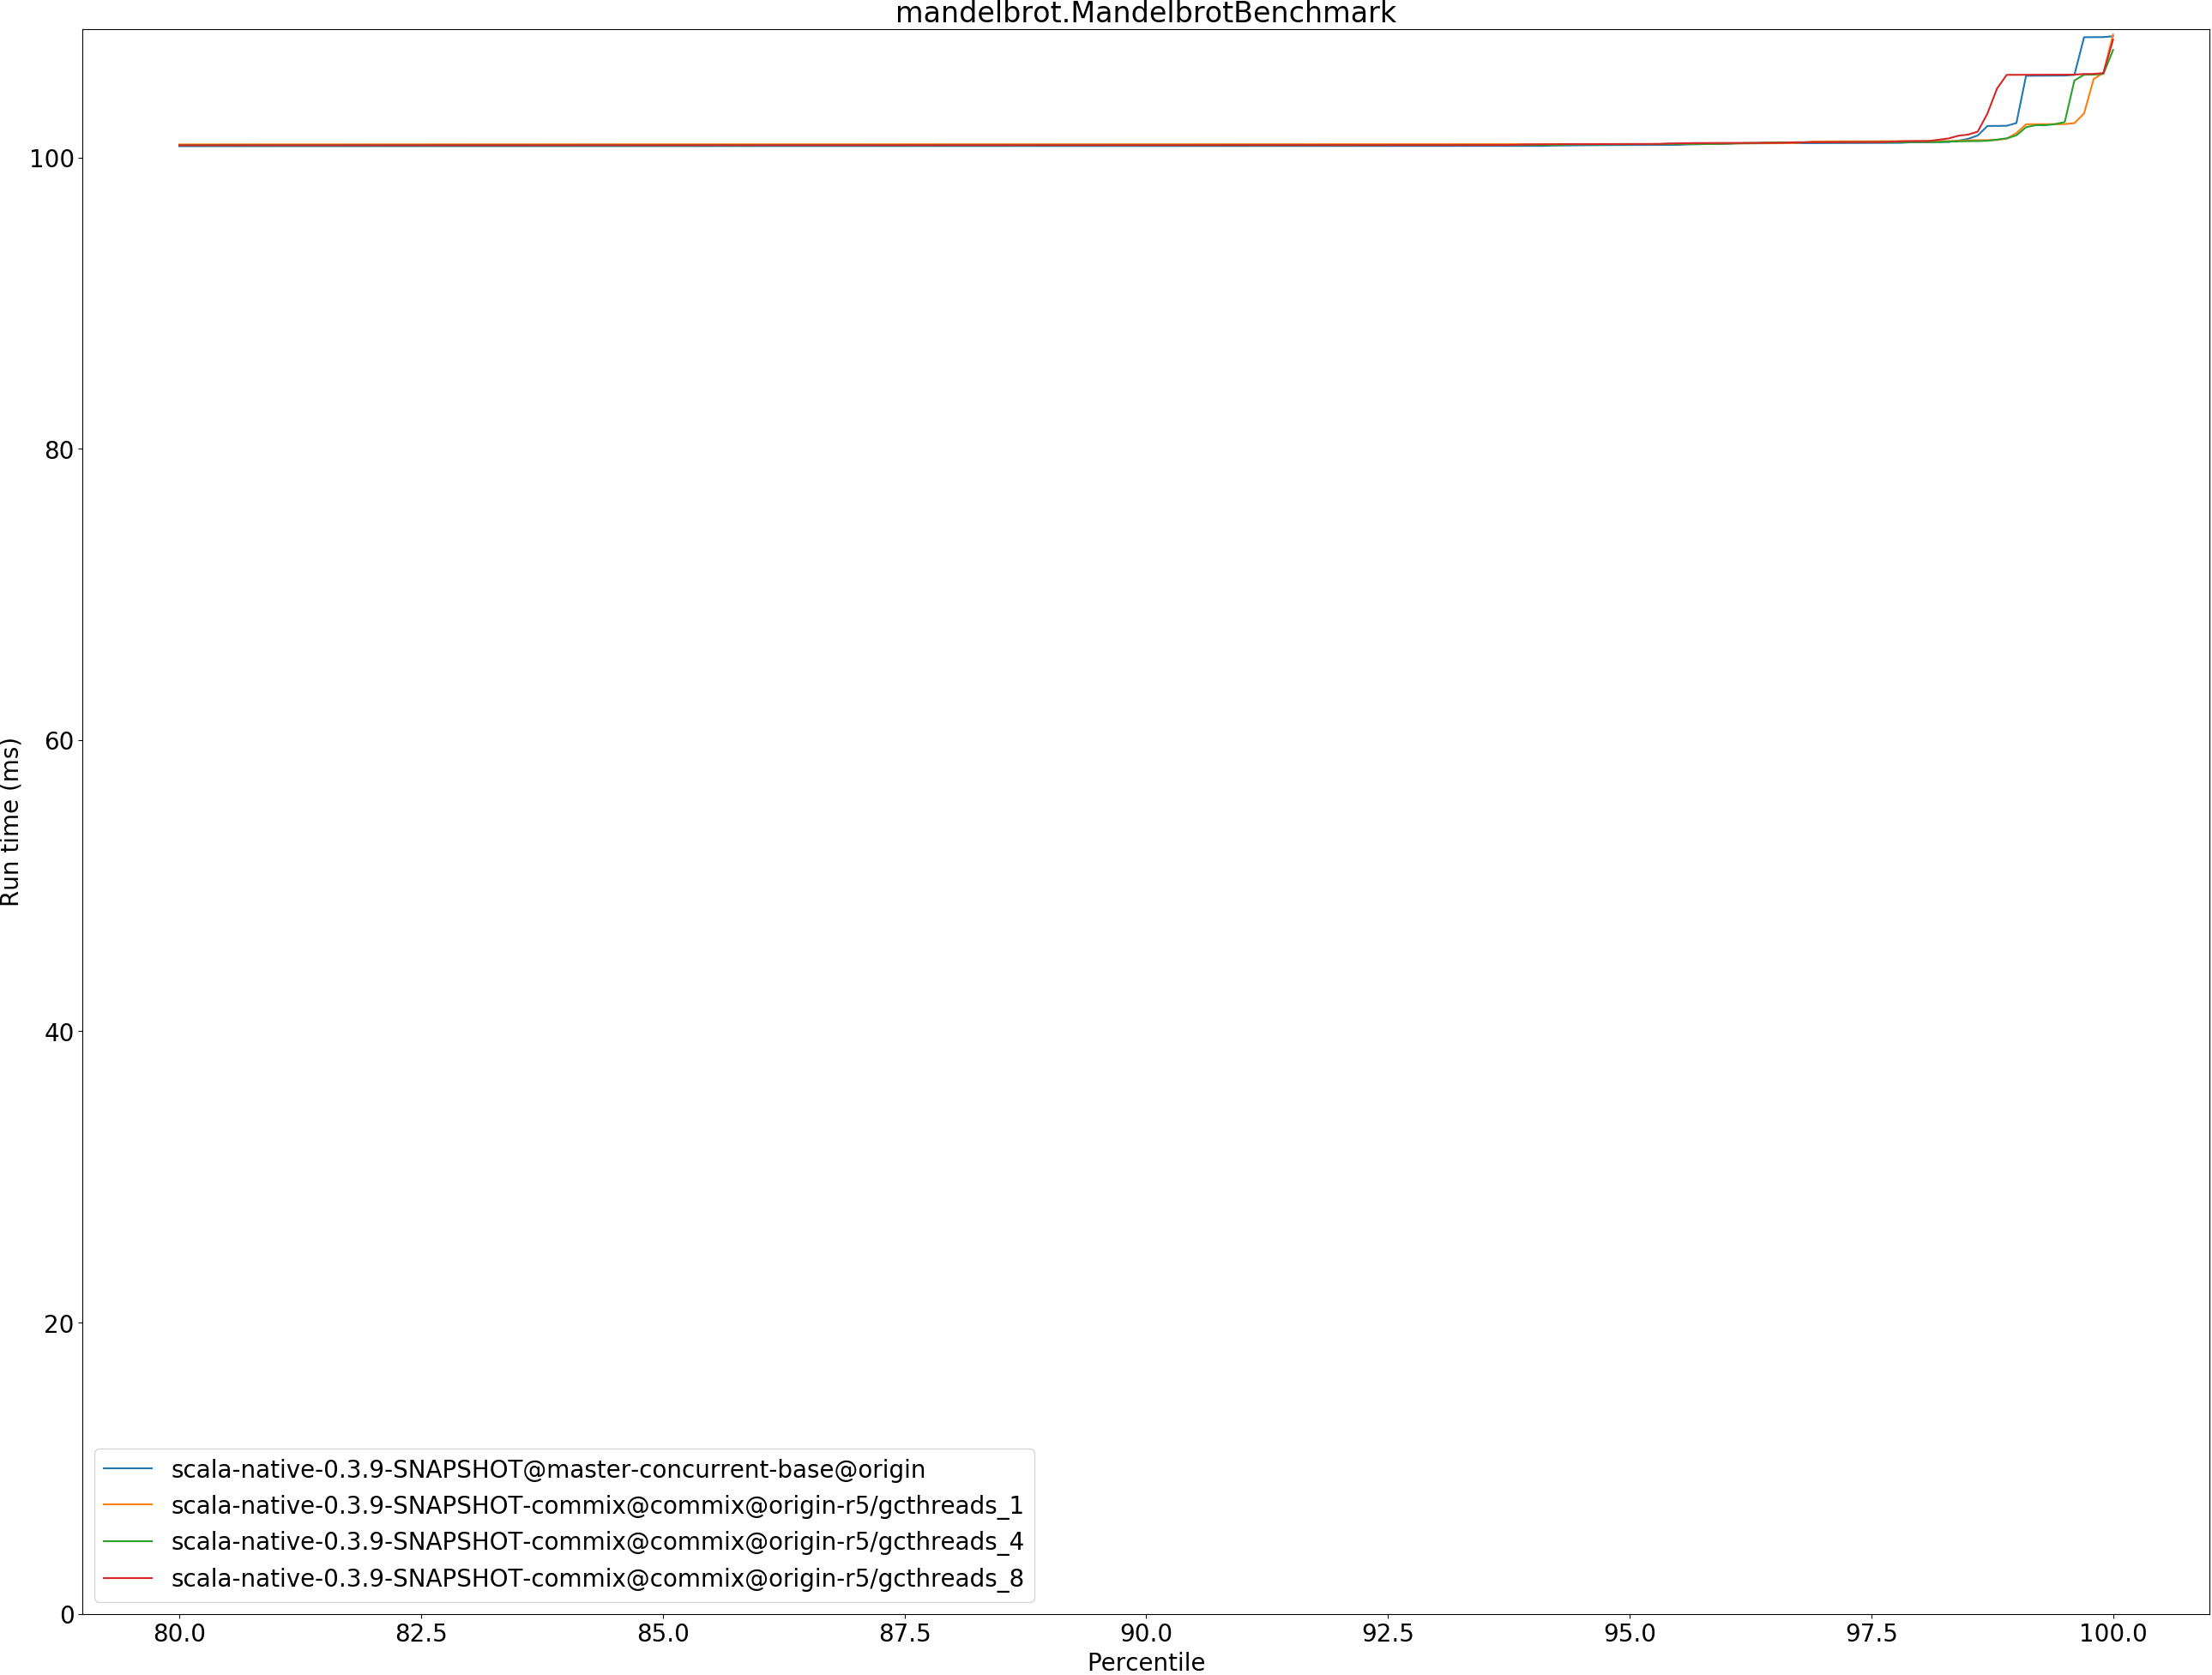 mandelbrot.MandelbrotBenchmark
100
80
60
40
20
0
Run time (ms)
scala-native-0.3.9-SNAPSHOT@master-concurrent-base@origin
scala-native-0.3.9-SNAPSHOT-commix@commix@origin-r5/gcthreads_1
scala-native-0.3.9-SNAPSHOT-commix@commix@origin-r5/gcthreads_4
scala-native-0.3.9-SNAPSHOT-commix@commix@origin-r5/gcthreads_8
80.0 82.5 85.0 87.5 90.0 92.5 95.0 97.5 100.0
Percentile